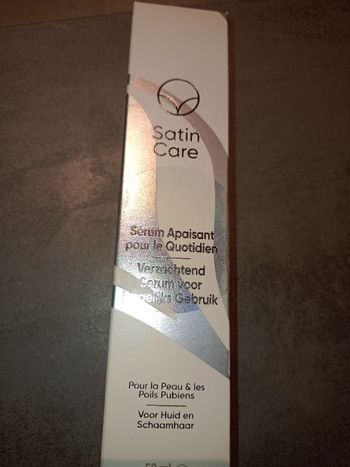 Satin
Care
Sérum Apaisant
pour le Quotidien
Verzachtend
Serum voor
Gebruik
Pour la Peau & les
Poils Pubiens
Voor Huid en
Schaamhaar